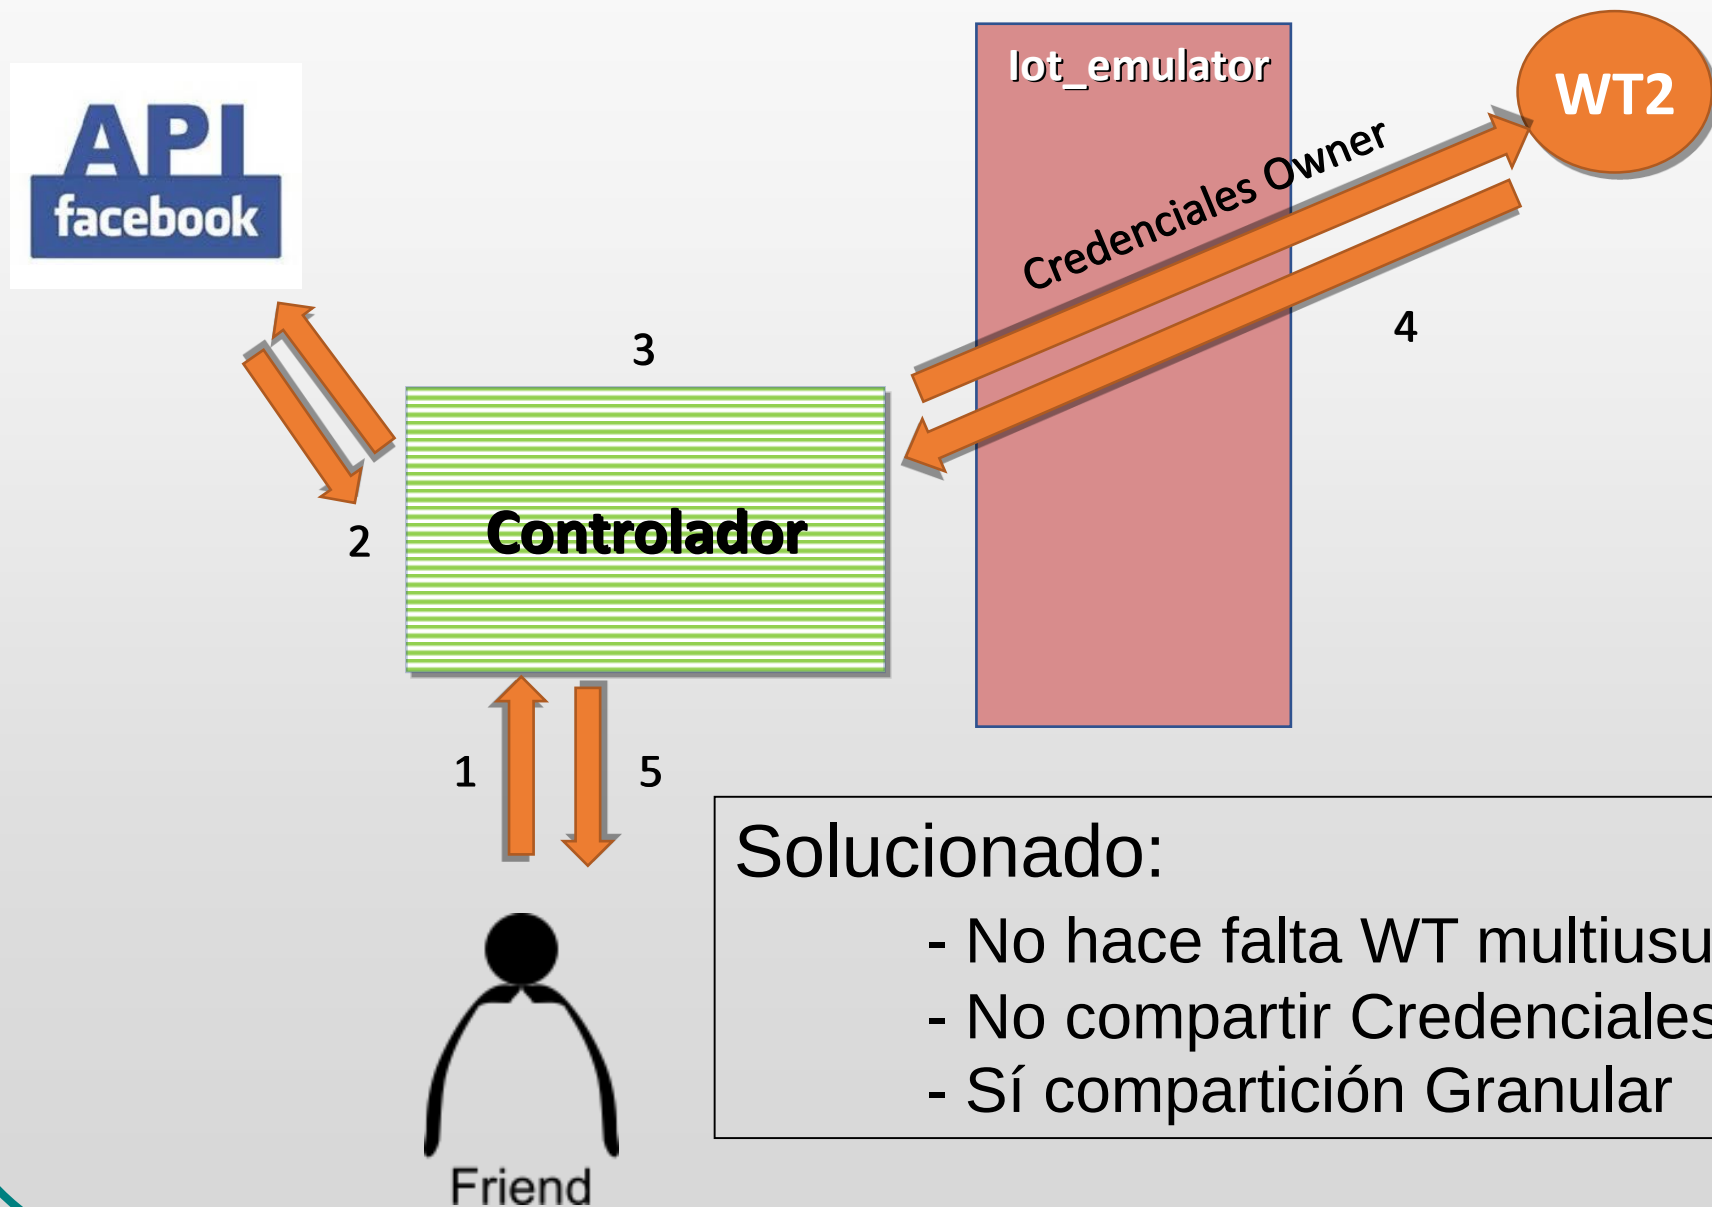 Iot_emulator
WT2
API
facebook
Credenciales Owner
3
4
Controlador
2
1
5
Solucionado:
- No hace falta WT multiusu
- No compartir Credenciales
- Sí compartición Granular
Friend